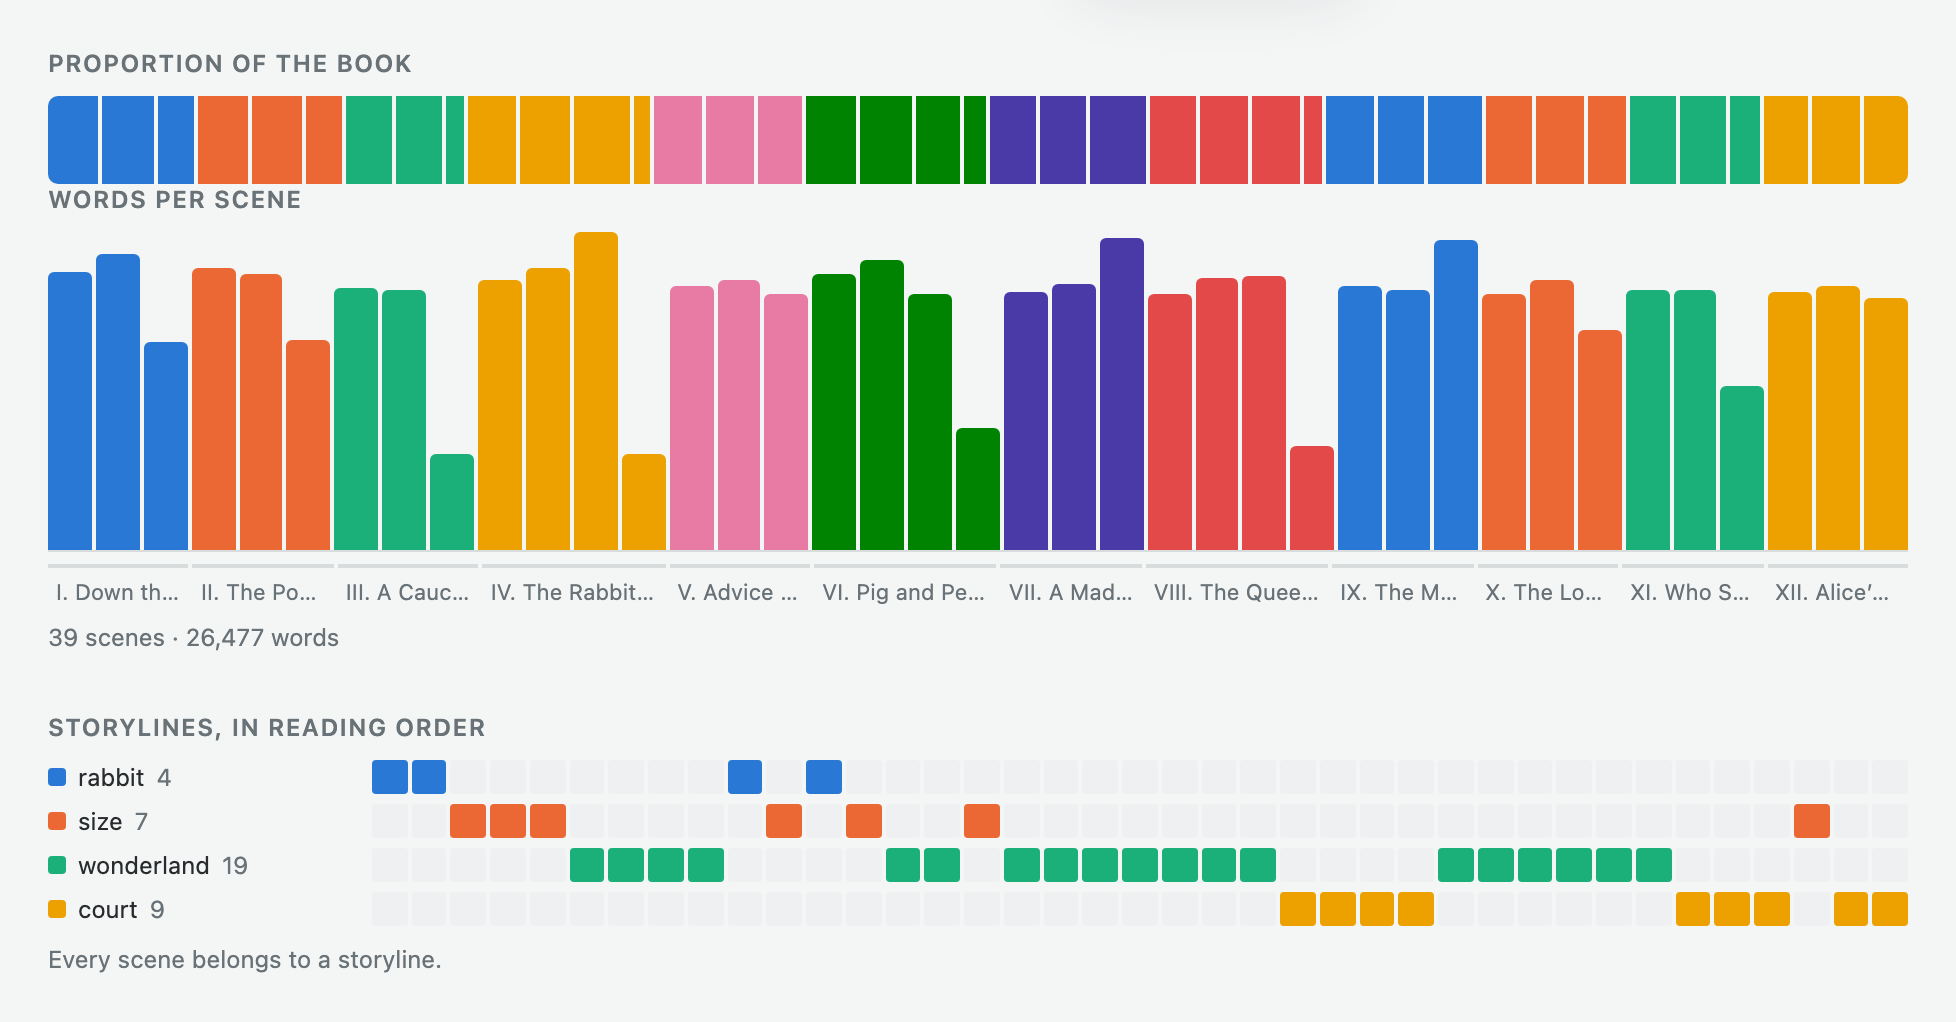 PROPORTION OF THE BOOK
WORDS PER SCENE
I. Down th... II. The Po... III. A Cauc... IV. The Rabbit... V. Advice ... VI. Pig and Pe... VII. A Mad... VIII. The Quee... IX. The M... X. The Lo... XI. Who S... XII. Alice’...
39 scenes · 26,477 words
STORYLINES, IN READING ORDER
rabbit 4
size 7
wonderland 19
court 9
Every scene belongs to a storyline.